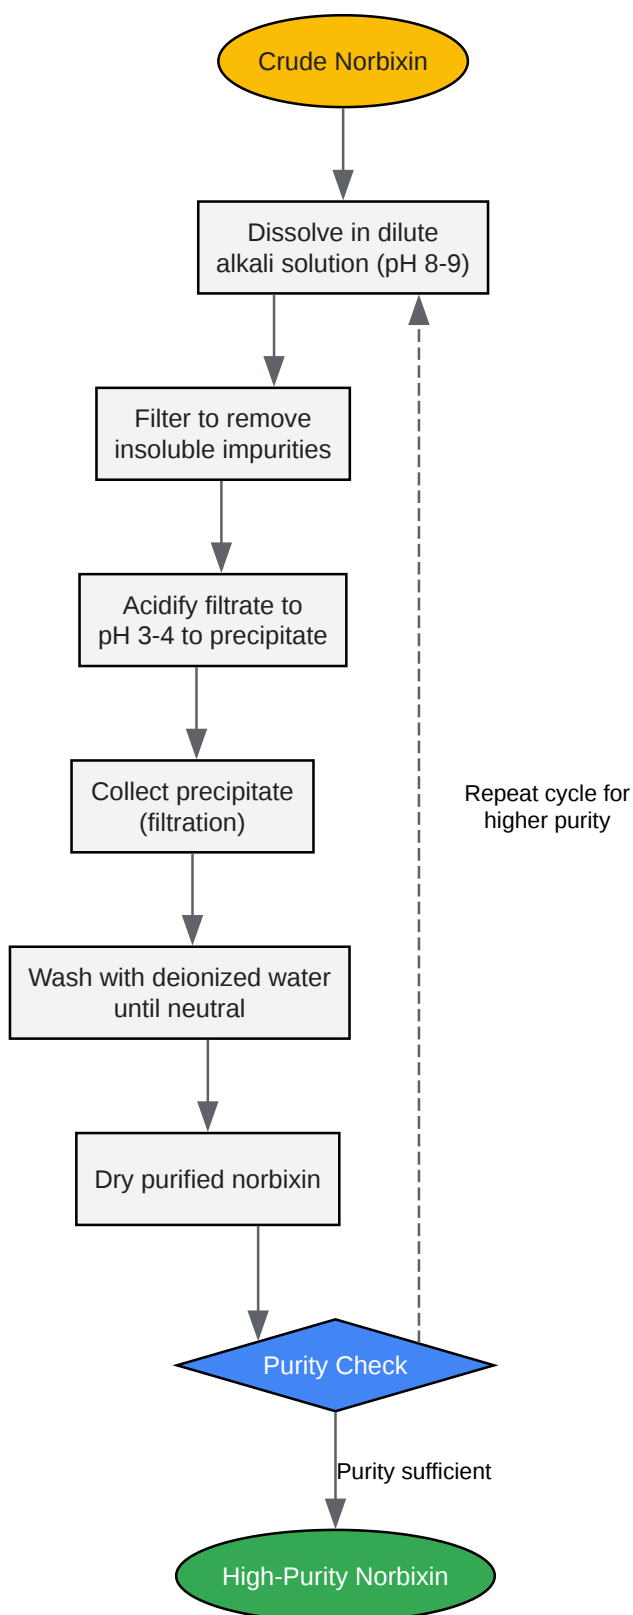 Crude Norbixin
Dissolve in dilute
alkali solution (pH 8-9)
Filter to remove
insoluble impurities
Acidify filtrate to
pH 3-4 to precipitate
Collect precipitate
(filtration)
Repeat cycle for
higher purity
Wash with deionized water
until neutral
Dry purified norbixin
Purity Check
Purity sufficient
High-Purity Norbixin